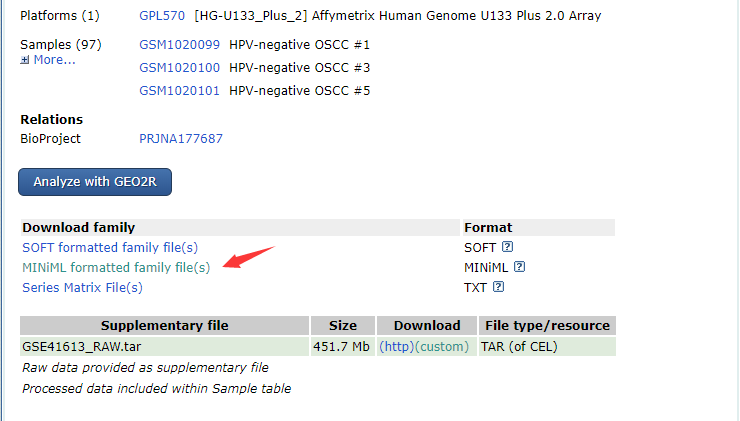 Platforms (1) GPL570 [HG-U133_Plus_2] Affymetrix Human Genome U133 Plus 2.0 Array
Samples (97) GSM1020099 HPV-negative OSCC #1
More... GSM1020100 HPV-negative OSCC #3
GSM1020101 HPV-negative OSCC #5
Relations
BioProject PRJNA177687
Analyze with GEO2R
Download family Format
SOFT formatted family file(s) SOFT ?
MINiML formatted family file(s) MINiML ?
Series Matrix File(s) TXT ?
Supplementary file Size Download File type/resource
GSE41613_RAW.tar 451.7 Mb (http)(custom) TAR (of CEL)
Raw data provided as supplementary file
Processed data included within Sample table